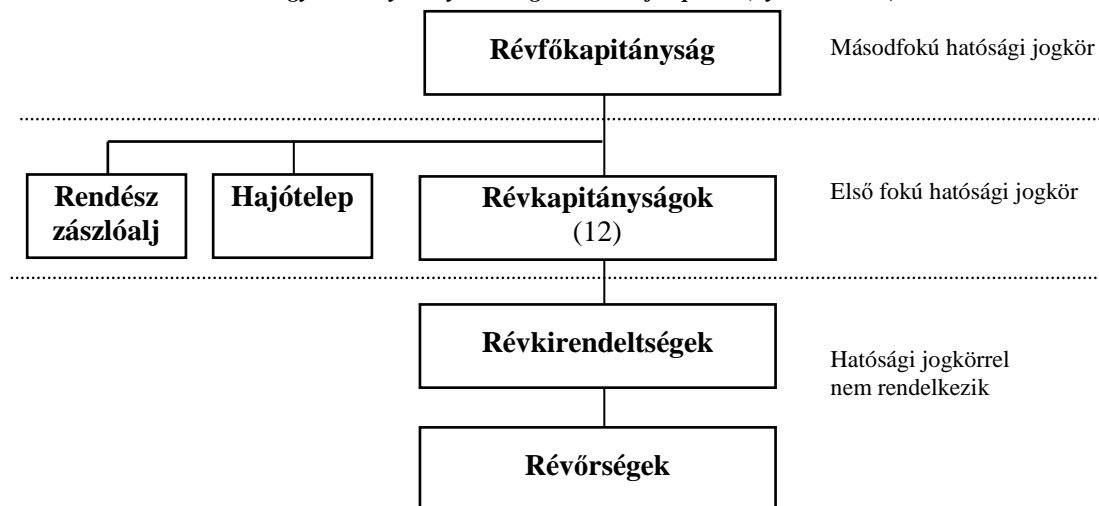 Révfőkapitányság
Másodfokú hatósági jogkör
Rendész
zászlóalj
Hajótelep
Révkapitányságok
(12)
Első fokú hatósági jogkör
Révkirendeltségek
Hatósági jogkörrel
nem rendelkezik
Révőrségek